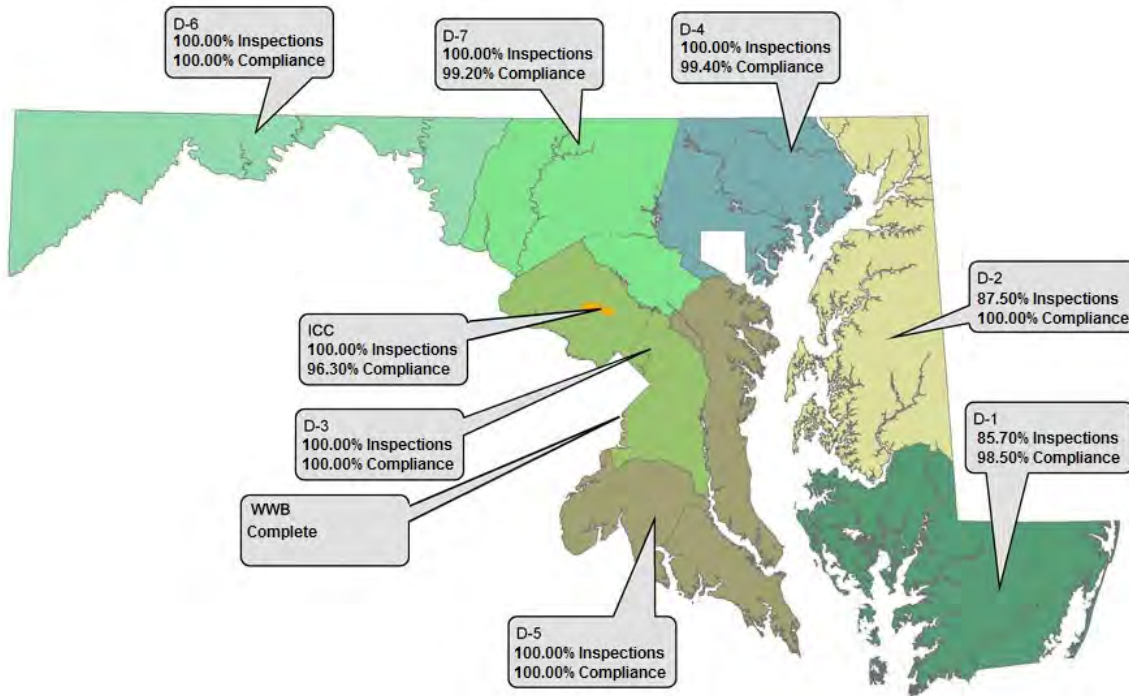 D-6
100.00% Inspections
100.00% Compliance
D-7
100.00% Inspections
99.20% Compliance
D-4
100.00% Inspections
99.40% Compliance
D-2
87.50% Inspections
100.00% Compliance
ICC
100.00% Inspections
96.30% Compliance
D-3
100.00% Inspections
100.00% Compliance
D-1
85.70% Inspections
98.50% Compliance
WWB
Complete
D-5
100.00% Inspections
100.00% Compliance